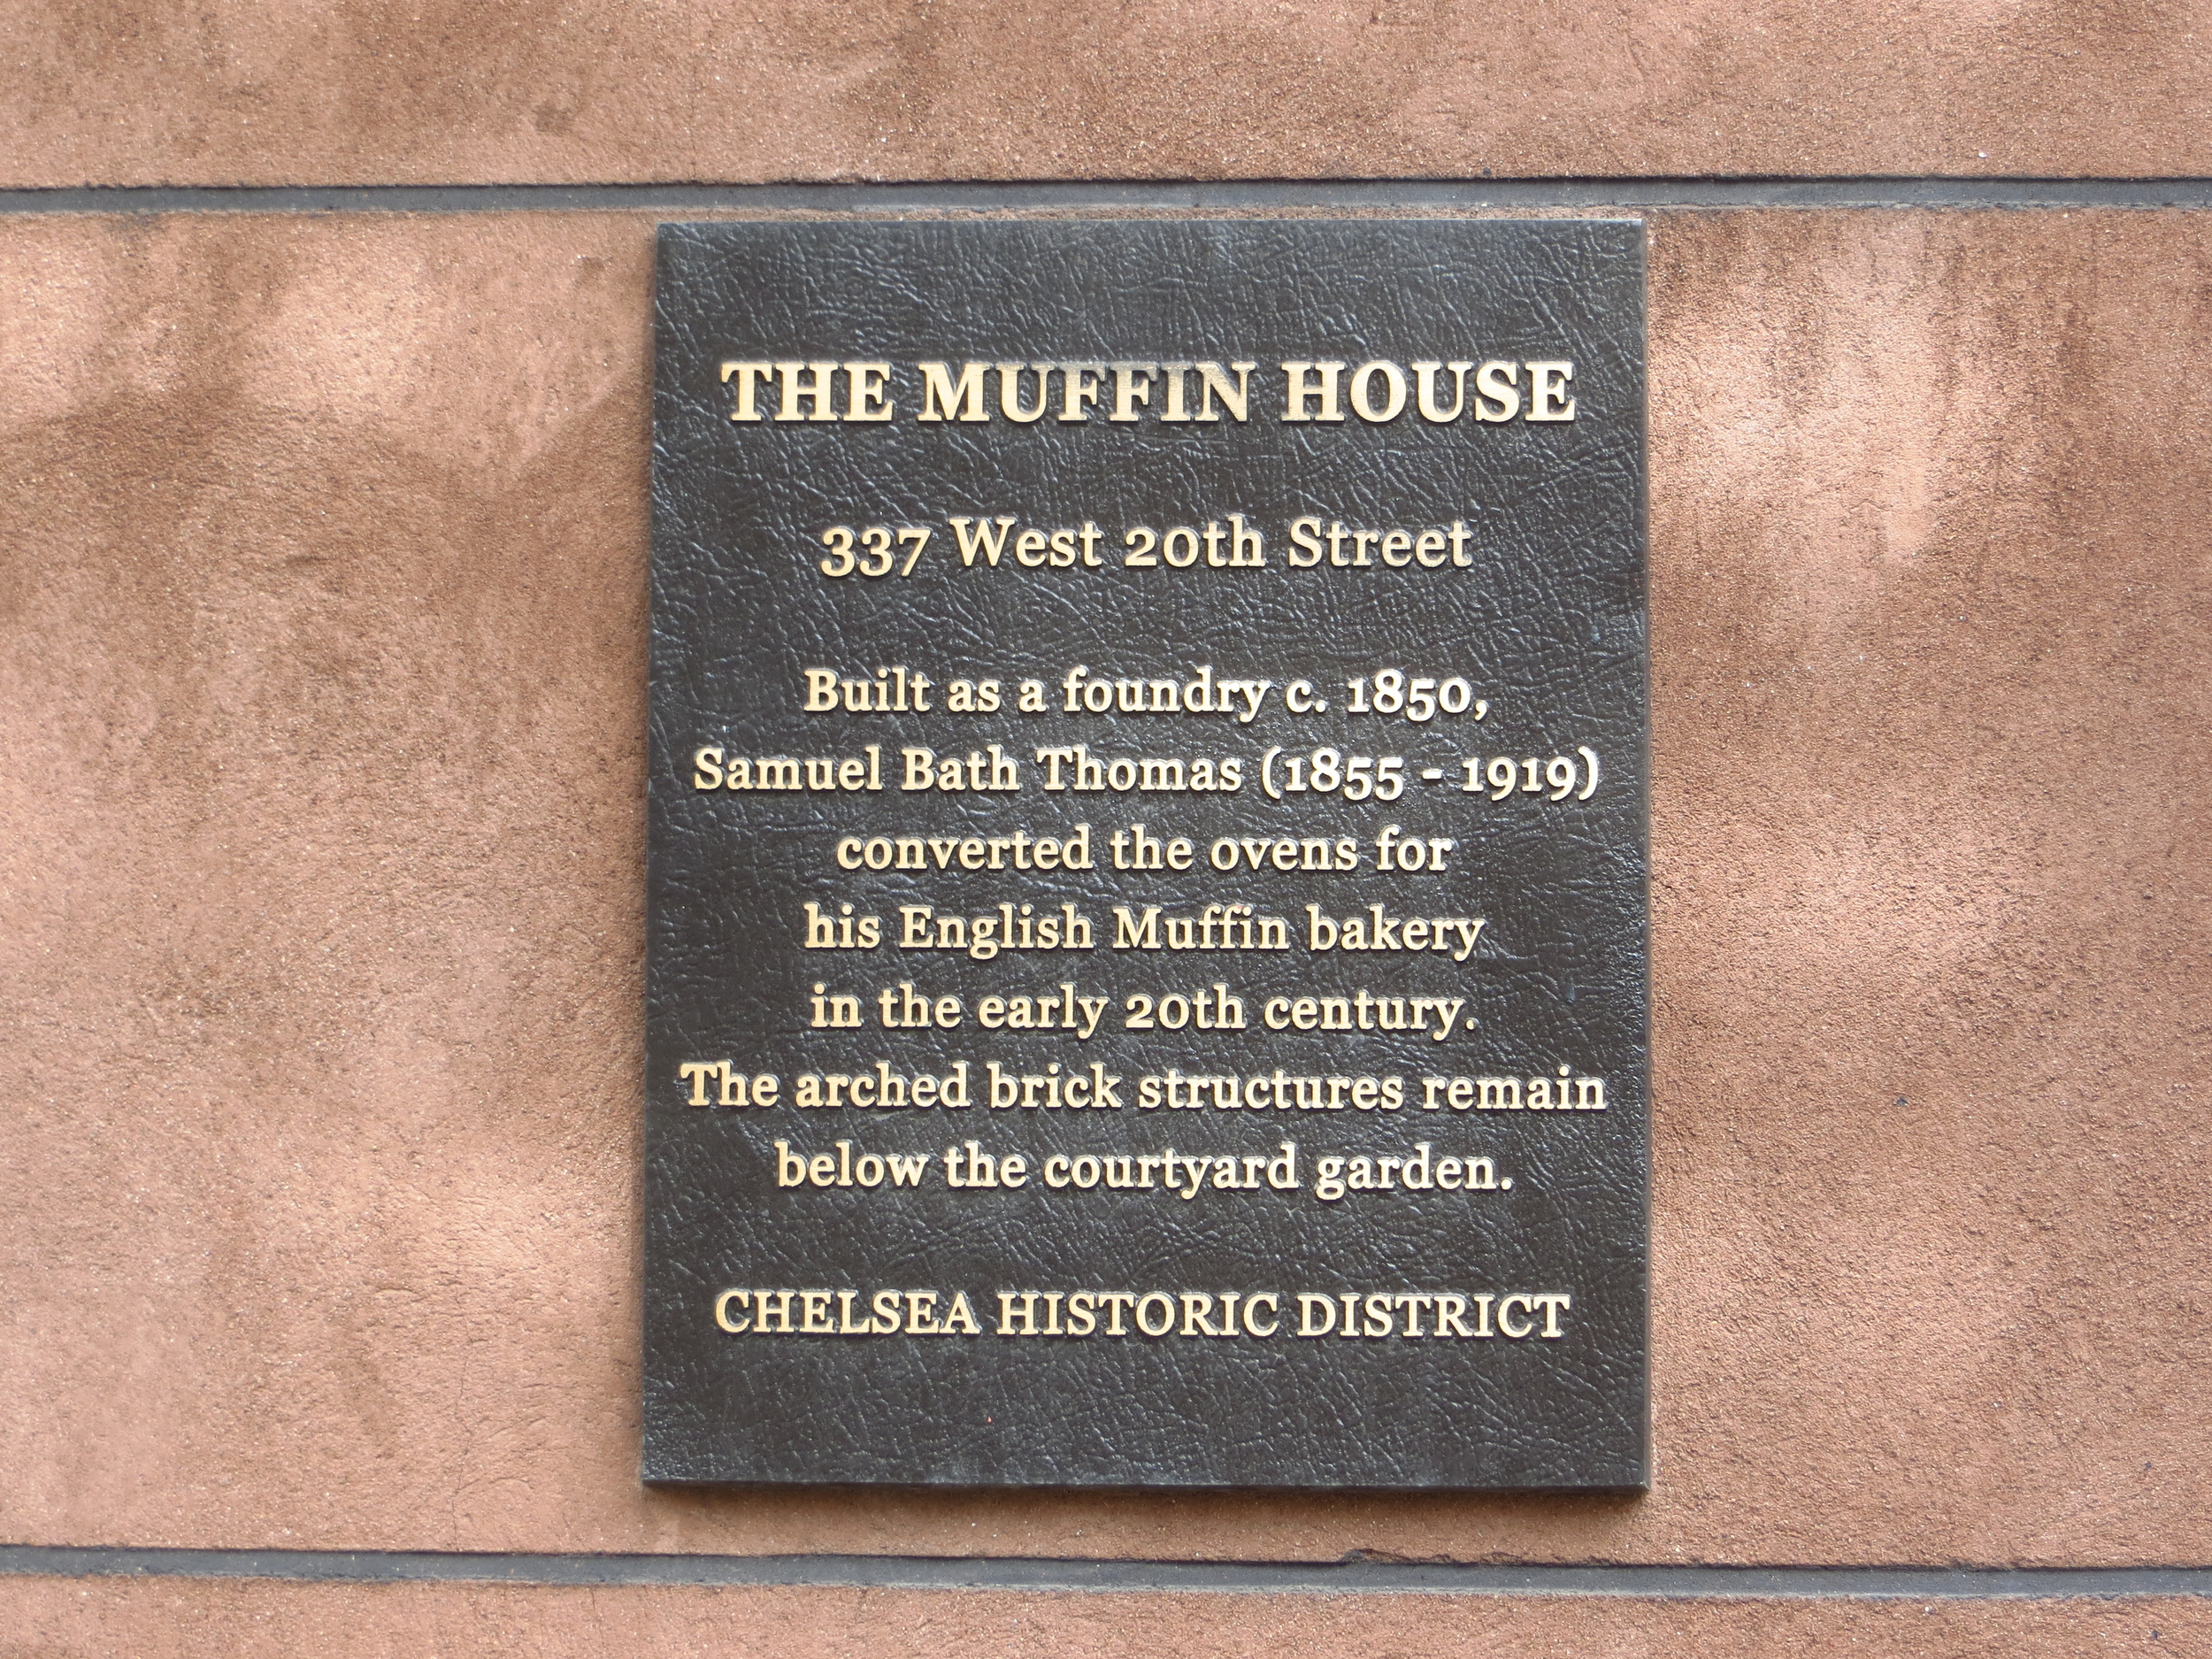 THE MUFFIN HOUSE
337 West 20th Street
Built as a foundry c. 1850,
Samuel Bath Thomas (1855 - 1919)
converted the ovens for
his English Muffin bakery
in the early 20th century.
The arched brick structures remain
below the courtyard garden.
CHELSEA HISTORIC DISTRICT